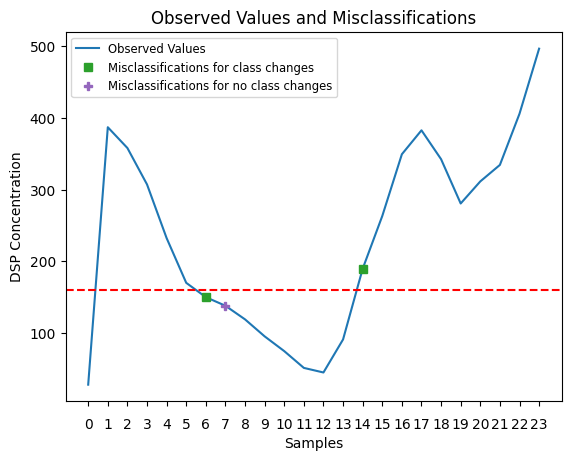 Observed Values and Misclassifications
Observed Values
Misclassifications for class changes
Misclassifications for no class changes
500
400
300
200
100
DSP Concentration
0 1 2 3 4 5 6 7 8 9 10 11 12 13 14 15 16 17 18 19 20 21 22 23
Samples